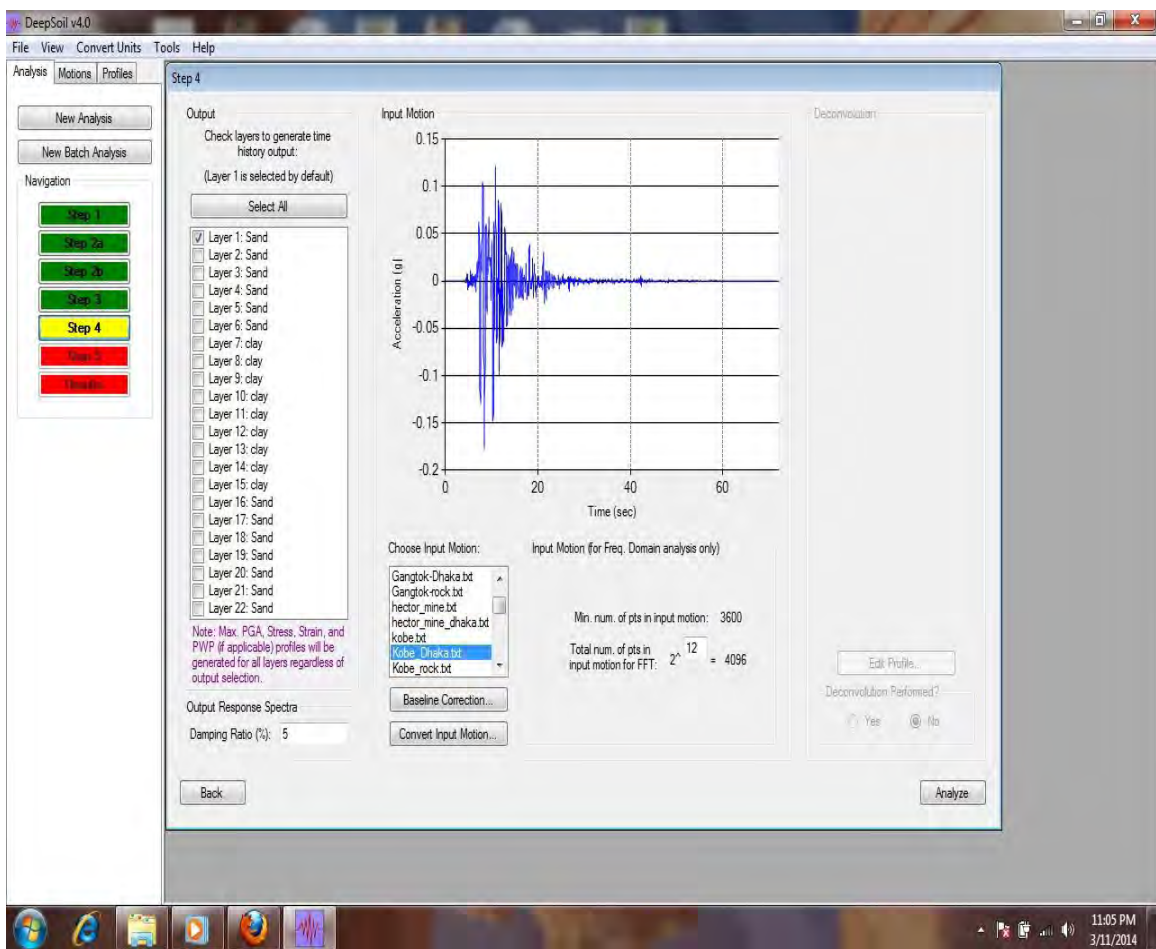 DeepSoil v4.0
File View Convert Units Tools Help
Analysis Motions Profiles
New Analysis
New Batch Analysis
Navigation
Step 1
Step 2a
Step 2b
Step 3
Step 4
Step 5
Results
Step 4
Output
Check layers to generate time
history output:
(Layer 1 is selected by default)
Select All
Layer 1: Sand
Layer 2: Sand
Layer 3: Sand
Layer 4: Sand
Layer 5: Sand
Layer 6: Sand
Layer 7: clay
Layer 8: clay
Layer 9: clay
Layer 10: clay
Layer 11: clay
Layer 12: clay
Layer 13: clay
Layer 14: clay
Layer 15: clay
Layer 16: Sand
Layer 17: Sand
Layer 18: Sand
Layer 19: Sand
Layer 20: Sand
Layer 21: Sand
Layer 22: Sand
Note: Max. PGA, Stress, Strain, and
PWP (if applicable) profiles will be
generated for all layers regardless of
output selection.
Output Response Spectra
Damping Ratio (%): 5
Back
Input Motion
Acceleration (g)
0.15
0.1
0.05
0
-0.05
-0.1
-0.15
-0.2
0 20 40 60
Time (sec)
Choose Input Motion:
Gangtok-Dhaka.txt
Gangtok-rock.txt
hector_mine.txt
hector_mine_dhaka.txt
kobe.txt
Kobe_Dhaka.txt
Kobe_rock.txt
Baseline Correction...
Convert Input Motion...
Input Motion (for Freq. Domain analysis only)
Min. num. of pts in input motion: 3600
Total num. of pts in
input motion for FFT: 2^ 12 = 4096
Deconvolution
Edit Profile...
Deconvolution Performed?
Yes No
Analyze
11:05 PM
3/11/2014